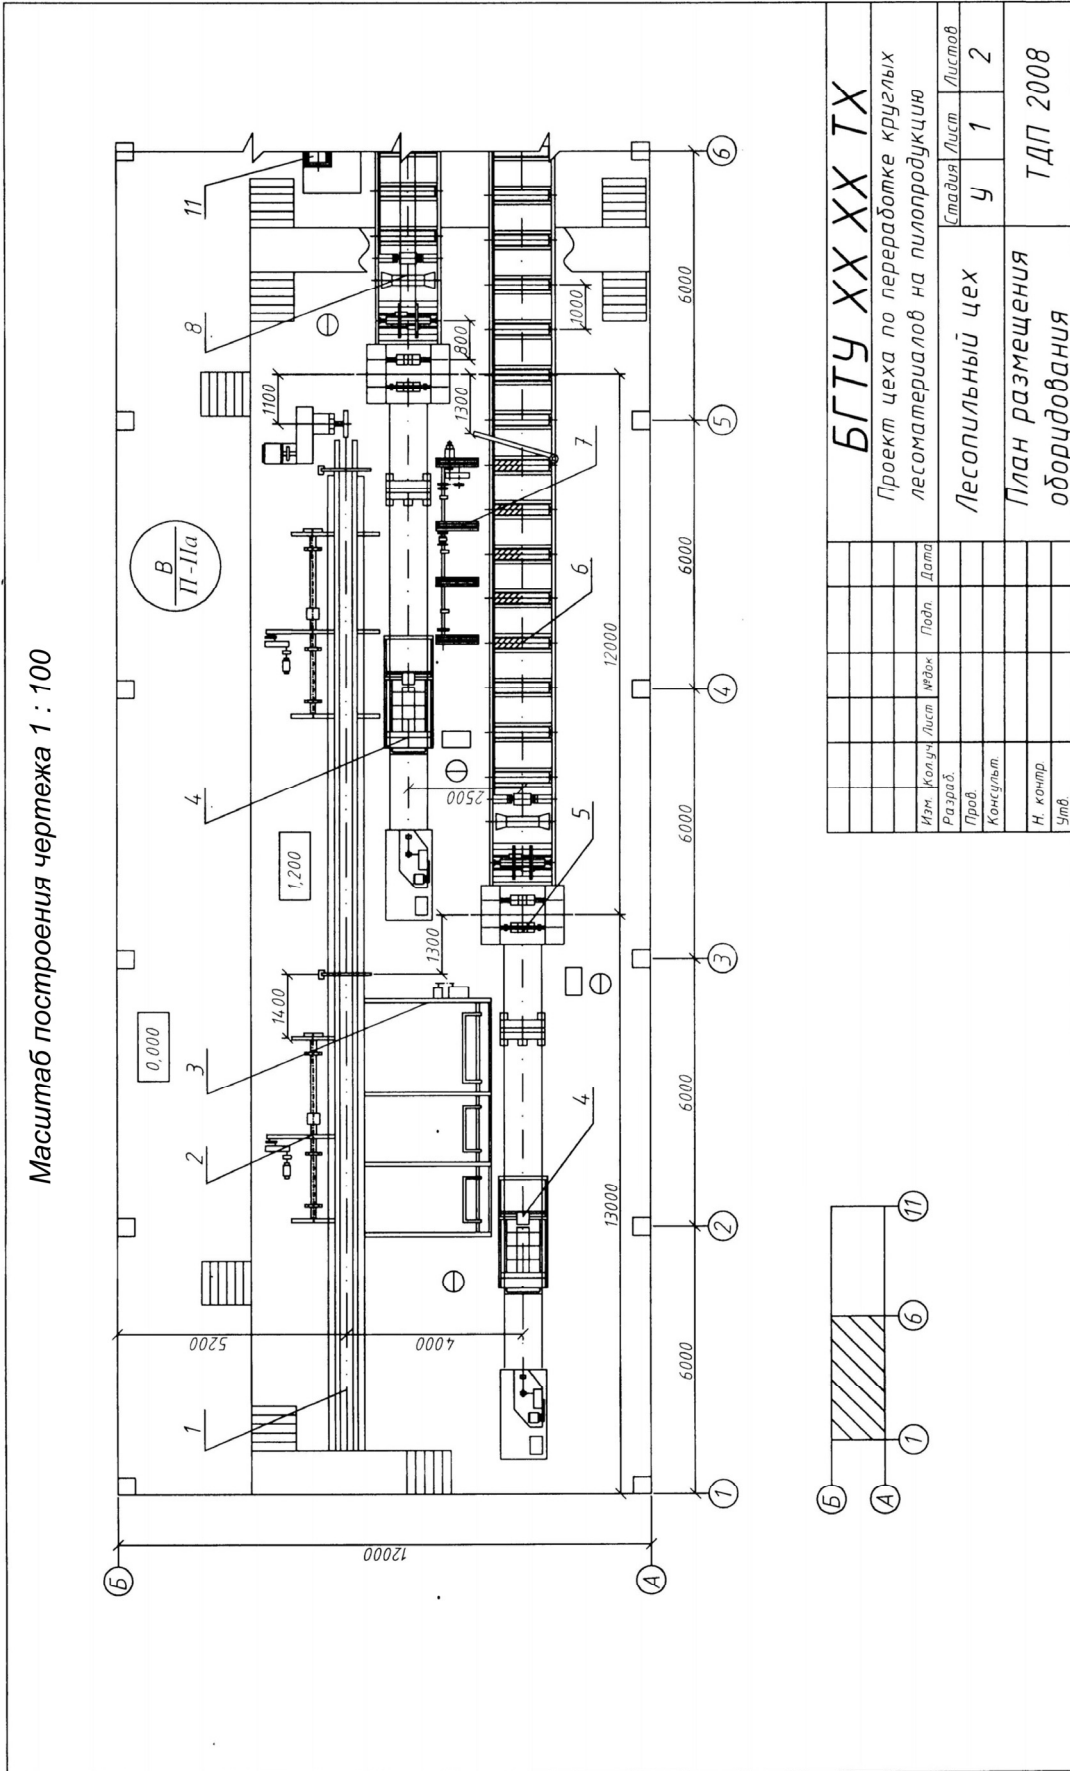 Масштаб построения чертежа 1 : 100
1
2
3
4
8
11
0,000
1,200
В
П-IIа
1400
1100
1300
1300
800
1000
2500
5200
4000
12000
4
5
6
7
13000
12000
6000
6000
6000
6000
6000
Б
А
1
2
3
4
5
6
Б
А
1
6
11
БГТУ ХХ ХХ ТХ
Проект цеха по переработке круглых
лесоматериалов на пилопродукцию
Изм. Кол.уч. Лист №док Подп. Дата
Разраб.
Пров.
Консульт.
Н. контр.
Утв.
Лесопильный цех
Стадия Лист Листов
У 1 2
План размещения
оборудования
ТДП 2008